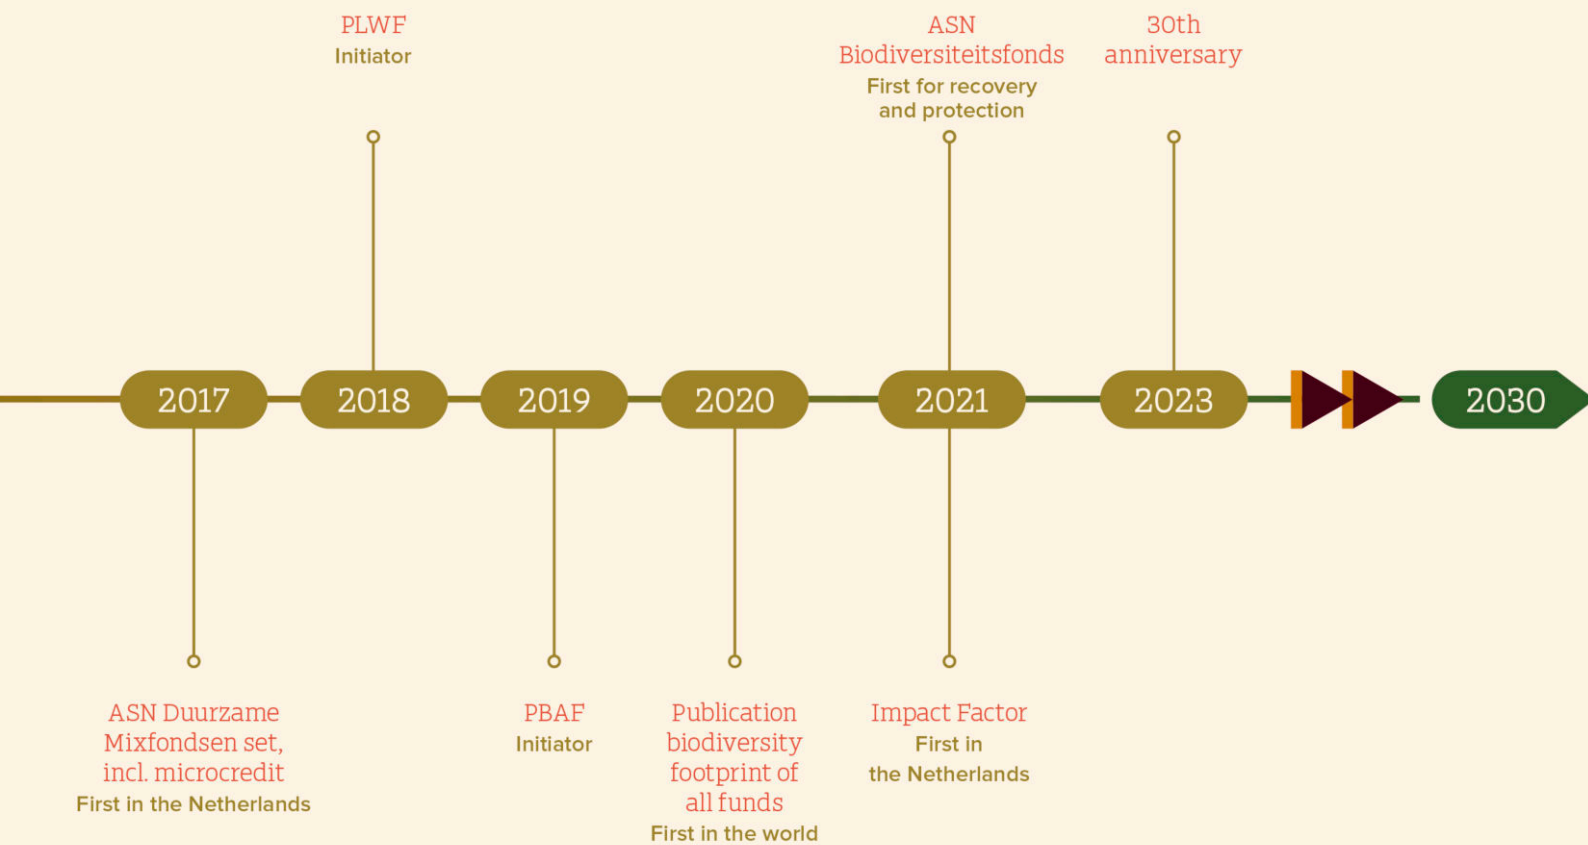 PLWF
Initiator
ASN
Biodiversiteitsfonds
First for recovery
and protection
30th
anniversary
2017
2018
2019
2020
2021
2023
2030
ASN Duurzame
Mixfondsen set,
incl. microcredit
First in the Netherlands
PBAF
Initiator
Publication
biodiversity
footprint of
all funds
First in the world
Impact Factor
First in
the Netherlands